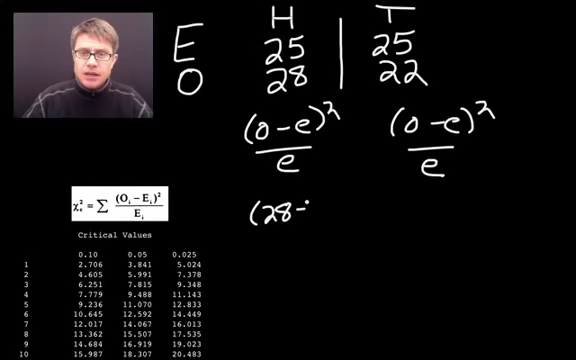 H T
E 25 25
O 28 22
(o-e)² (o-e)²
e e
(28-
χ²c = ∑ (Oᵢ – Eᵢ)²
Eᵢ
Critical Values
0.10 0.05 0.025
1 2.706 3.841 5.024
2 4.605 5.991 7.378
3 6.251 7.815 9.348
4 7.779 9.488 11.143
5 9.236 11.070 12.833
6 10.645 12.592 14.449
7 12.017 14.067 16.013
8 13.362 15.507 17.535
9 14.684 16.919 19.023
10 15.987 18.307 20.483